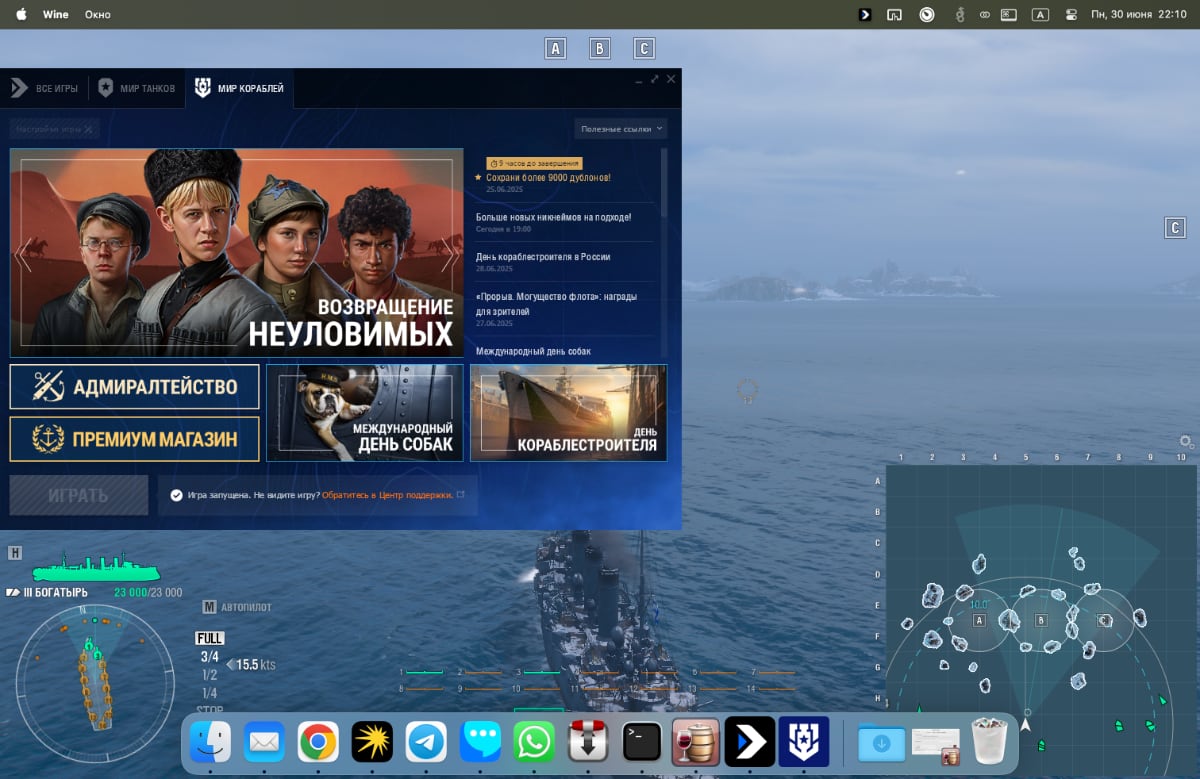 Wine Окно
A
Пн, 30 июня 22:10
A B C
ВСЕ ИГРЫ
МИР ТАНКОВ
МИР КОРАБЛЕЙ
Настройки игры
Полезные ссылки
9 часов до завершения
Сохрани более 9000 дублонов!
25.06.2025
Больше новых никнеймов на подходе!
Сегодня в 19:00
День кораблестроителя в России
28.06.2025
«Прорыв. Могущество флота»: награды
для зрителей
27.06.2025
Международный день собак
ВОЗВРАЩЕНИЕ
НЕУЛОВИМЫХ
АДМИРАЛТЕЙСТВО
ПРЕМИУМ МАГАЗИН
H.M.S
МЕЖДУНАРОДНЫЙ
ДЕНЬ СОБАК
ДЕНЬ
КОРАБЛЕСТРОИТЕЛЯ
ИГРАТЬ
Игра запущена. Не видите игру? Обратитесь в Центр поддержки.
C
H
III БОГАТЫРЬ 23 000/23 000
N
M АВТОПИЛОТ
FULL
3/4
15.5 kts
1/2
1/4
STOP
1 2 3 4 5 6 7
8 9 10 11 12 13 14
1 2 3 4 5 6 7 8 9 10
A
B
C
D
E
F
G
H
10.0
A B C